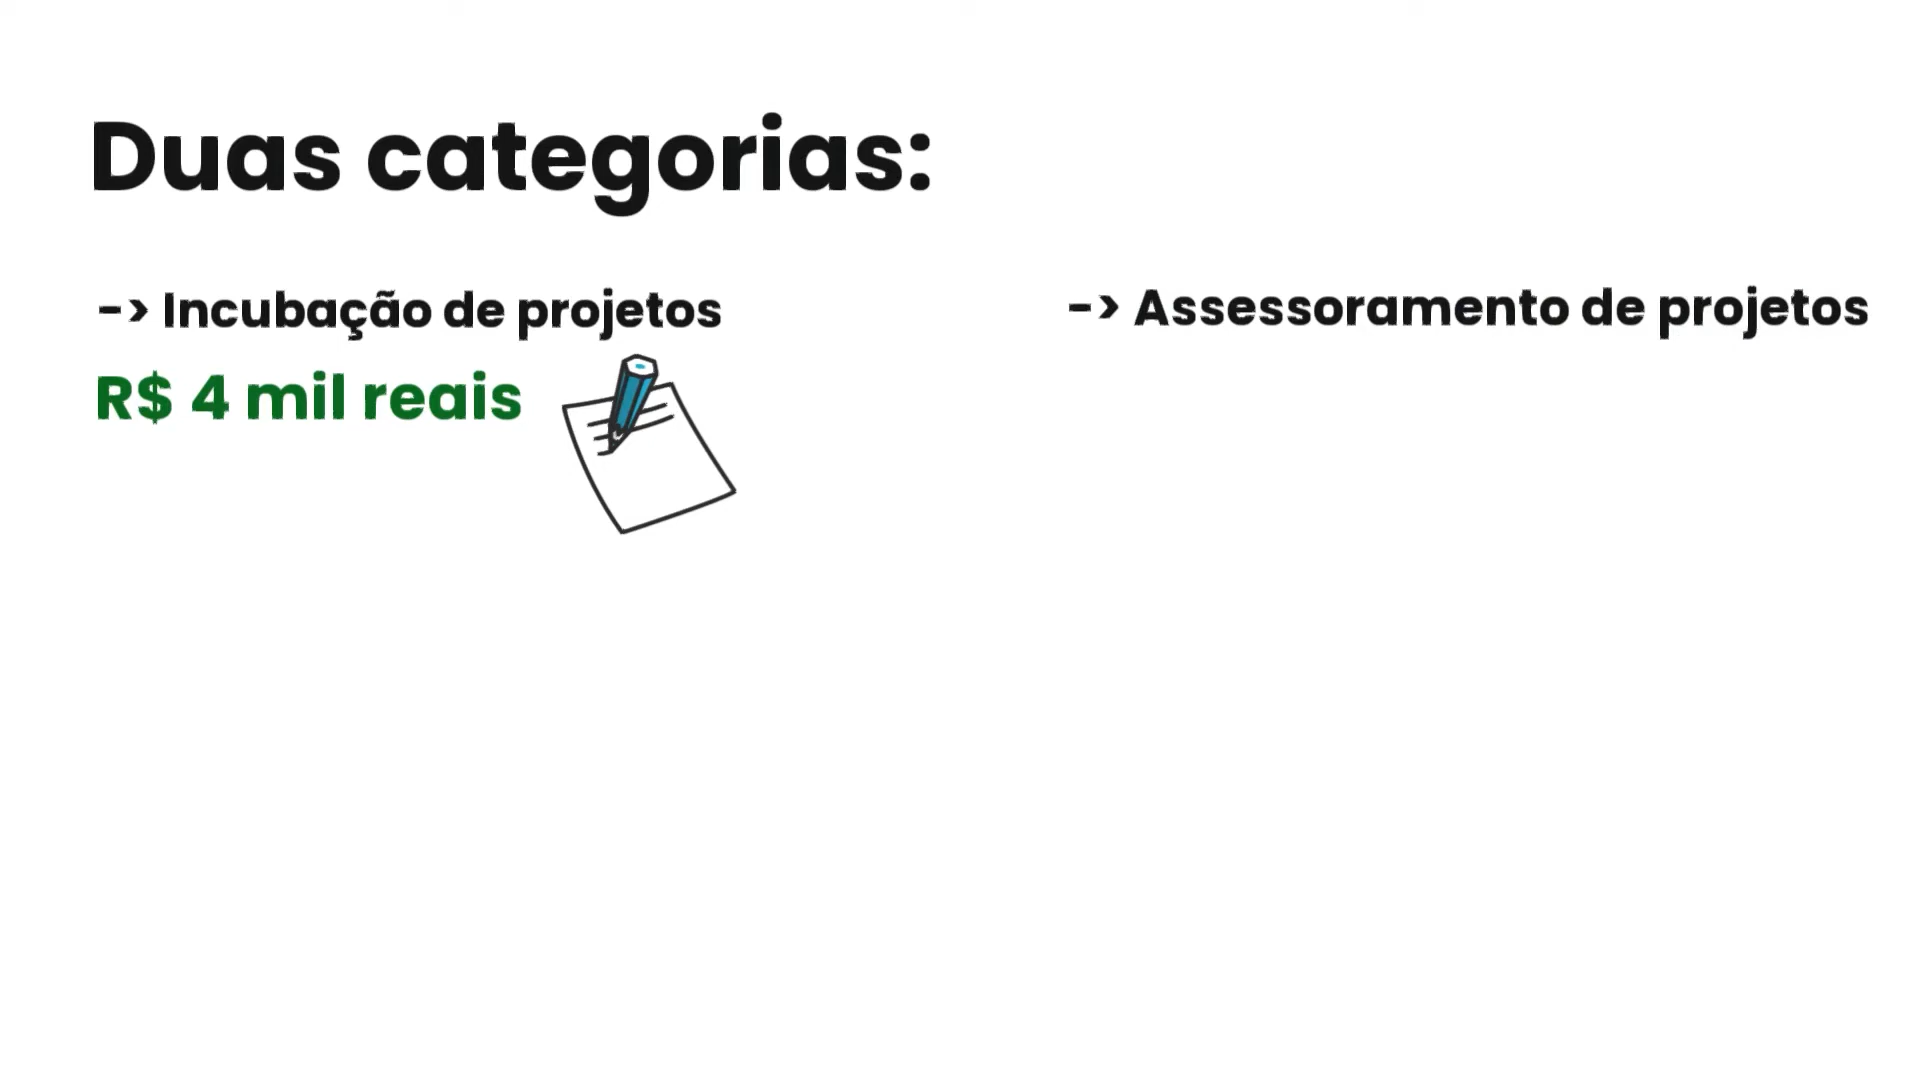 Duas categorias:
-> Incubação de projetos
R$ 4 mil reais
-> Assessoramento de projetos